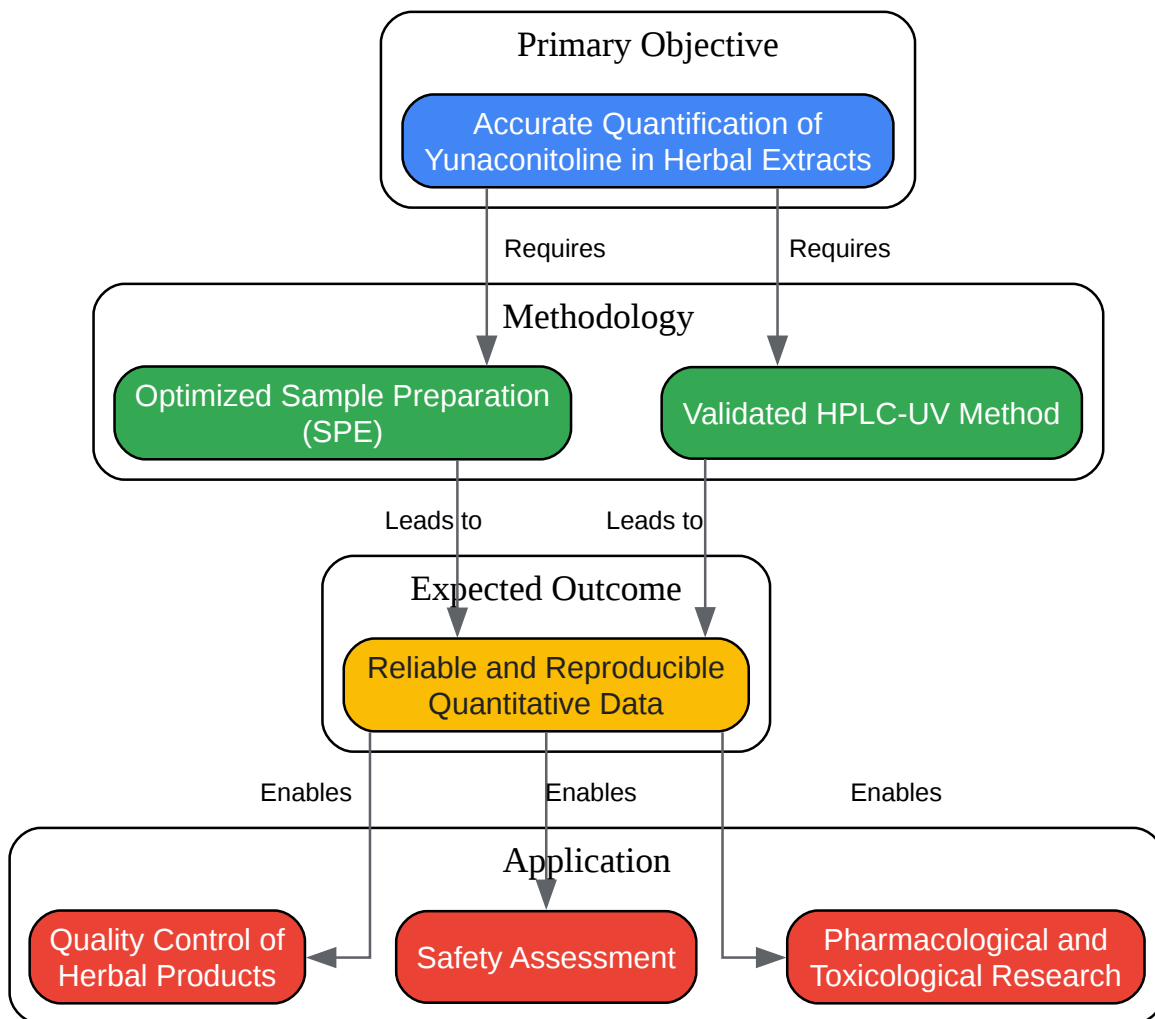 Primary Objective
Accurate Quantification of
Yunaconitoline in Herbal Extracts
Requires
Requires
Methodology
Optimized Sample Preparation
(SPE)
Validated HPLC-UV Method
Leads to
Leads to
Expected Outcome
Reliable and Reproducible
Quantitative Data
Enables
Enables
Enables
Application
Quality Control of
Herbal Products
Safety Assessment
Pharmacological and
Toxicological Research